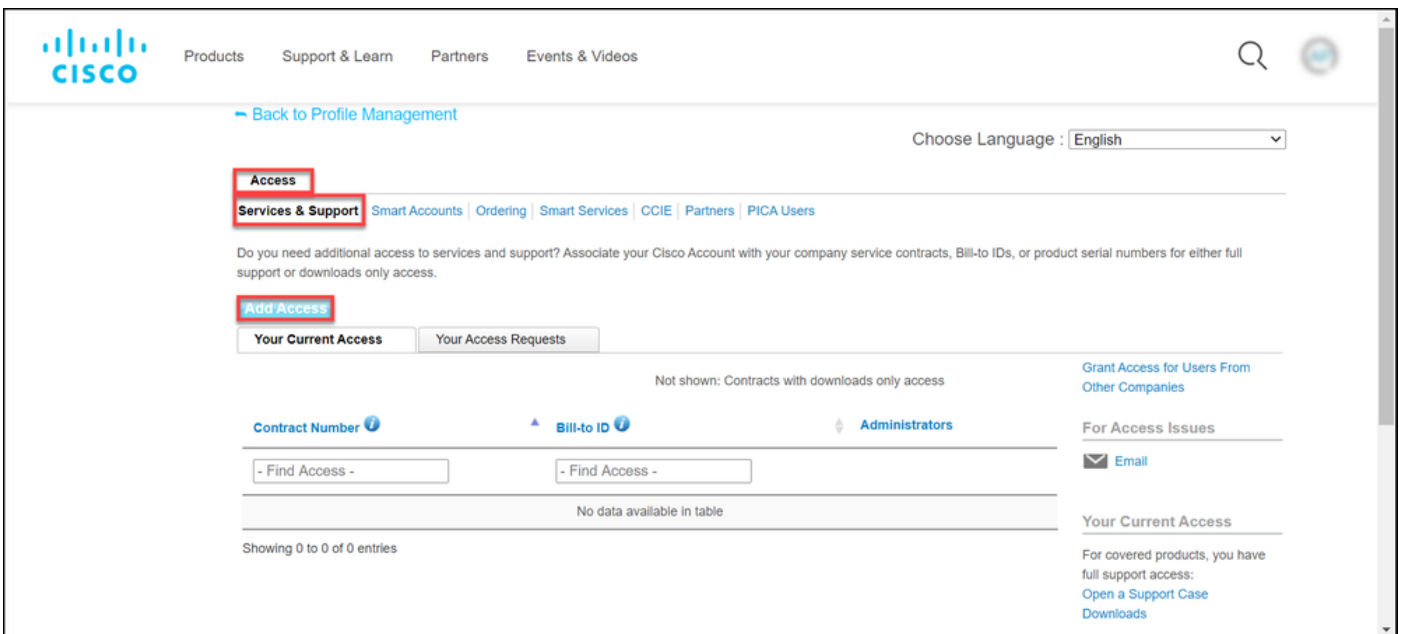 CISCO
Products Support & Learn Partners Events & Videos
Back to Profile Management
Choose Language : English
Access
Services & Support Smart Accounts Ordering Smart Services CCIE Partners PICA Users
Do you need additional access to services and support? Associate your Cisco Account with your company service contracts, Bill-to IDs, or product serial numbers for either full
support or downloads only access.
Add Access
Your Current Access Your Access Requests
Not shown: Contracts with downloads only access
Contract Number i Bill-to ID i Administrators
- Find Access - - Find Access -
No data available in table
Showing 0 to 0 of 0 entries
Grant Access for Users From
Other Companies
For Access Issues
Email
Your Current Access
For covered products, you have
full support access:
Open a Support Case
Downloads